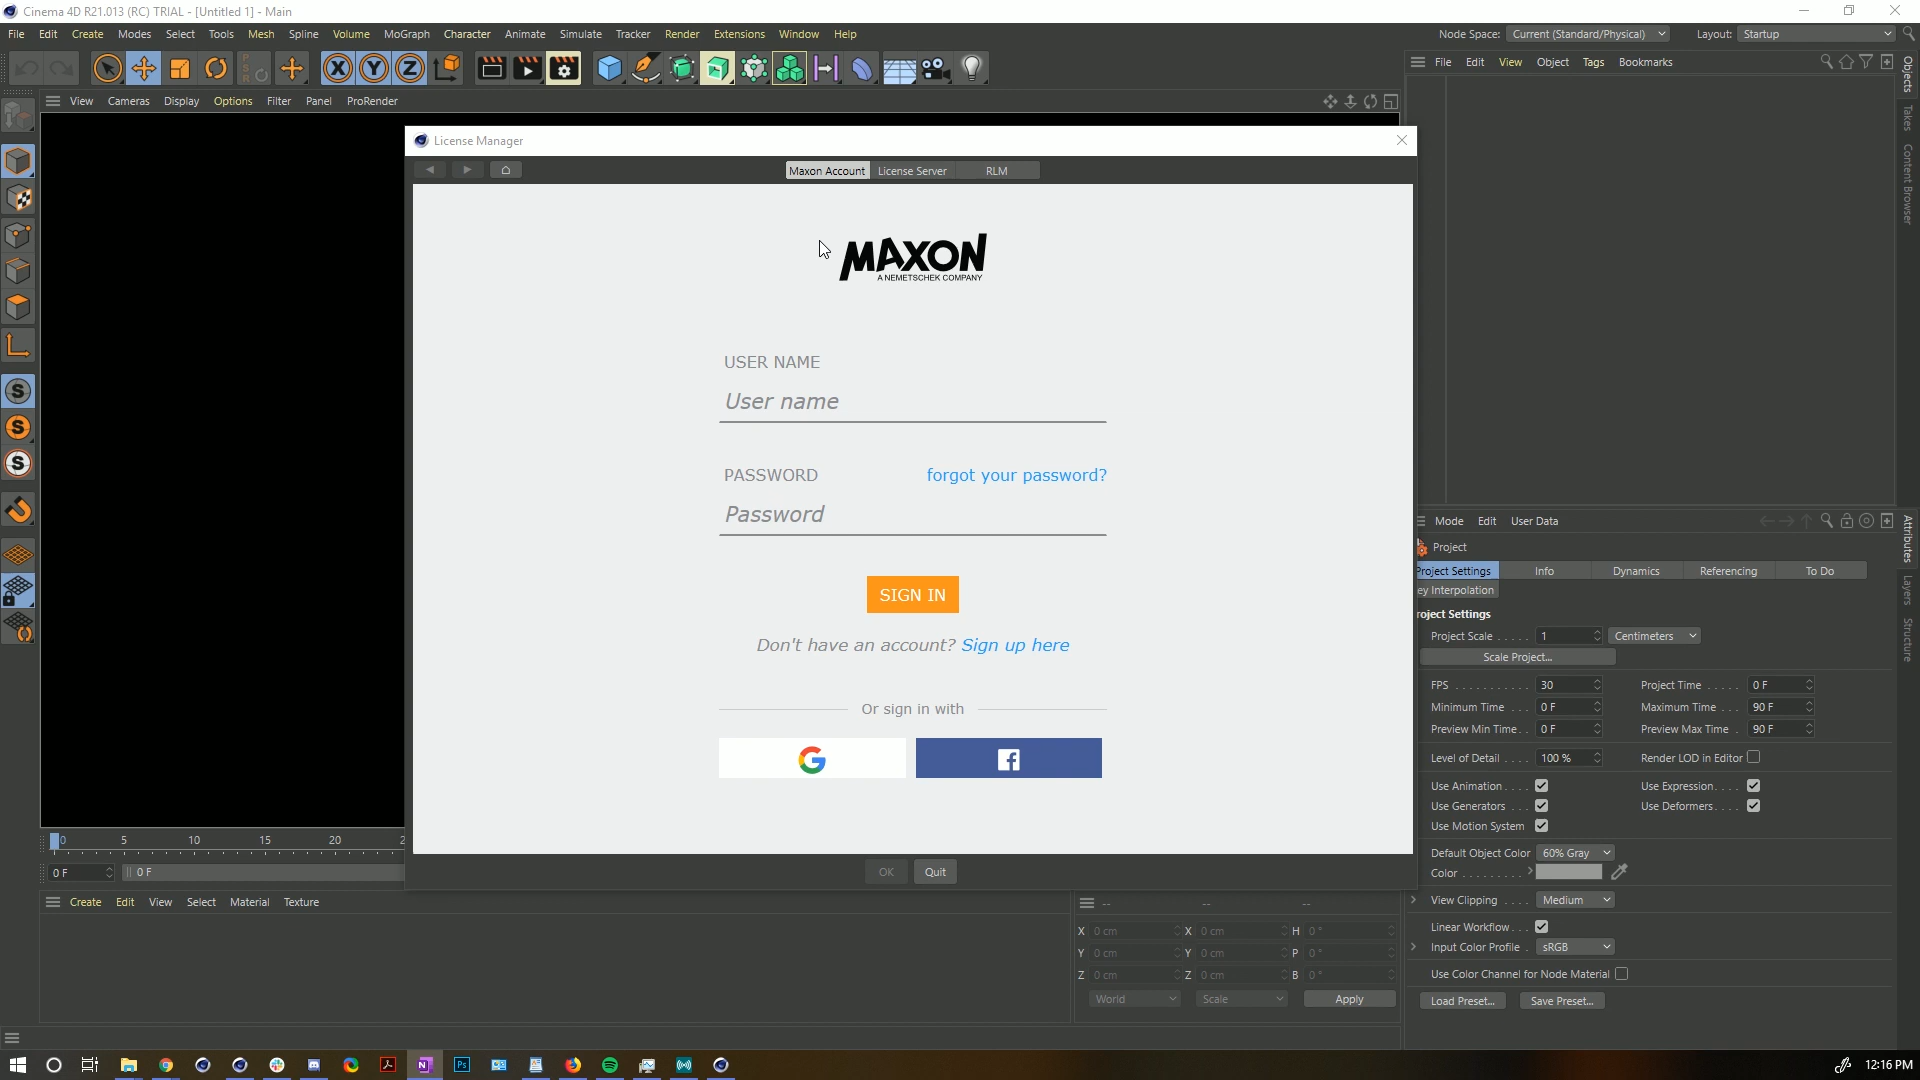 Cinema 4D R21.013 (RC) TRIAL - [Untitled 1] - Main
File Edit Create Modes Select Tools Mesh Spline Volume MoGraph Character Animate Simulate Tracker Render Extensions Window Help
Node Space: Current (Standard/Physical) Layout: Startup
File Edit View Object Tags Bookmarks
View Cameras Display Options Filter Panel ProRender
Objects
Takes
Content Browser
License Manager
Maxon Account License Server RLM
MAXON
A NEMETSCHEK COMPANY
USER NAME
User name
PASSWORD forgot your password?
Password
SIGN IN
Don't have an account? Sign up here
Or sign in with
OK Quit
Mode Edit User Data
Project
Project Settings Info Dynamics Referencing To Do
ey Interpolation
roject Settings
Project Scale . . . . . 1 Centimeters
Scale Project...
FPS . . . . . . . . . . . 30 Project Time . . . . . 0 F
Minimum Time . . . 0 F Maximum Time . . . 90 F
Preview Min Time . . 0 F Preview Max Time . 90 F
Level of Detail . . . . 100 % Render LOD in Editor
Use Animation . . . . Use Expression. . . .
Use Generators . . . Use Deformers. . . .
Use Motion System
Default Object Color 60% Gray
Color . . . . . . . . .
View Clipping . . . . Medium
Linear Workflow . . .
Input Color Profile . sRGB
Use Color Channel for Node Material
Load Preset... Save Preset...
Attributes
Layers
Structure
0 5 10 15 20 2
0 F 0 F
Create Edit View Select Material Texture
-- -- --
X 0 cm X 0 cm H 0 °
Y 0 cm Y 0 cm P 0 °
Z 0 cm Z 0 cm B 0 °
World Scale Apply
12:16 PM